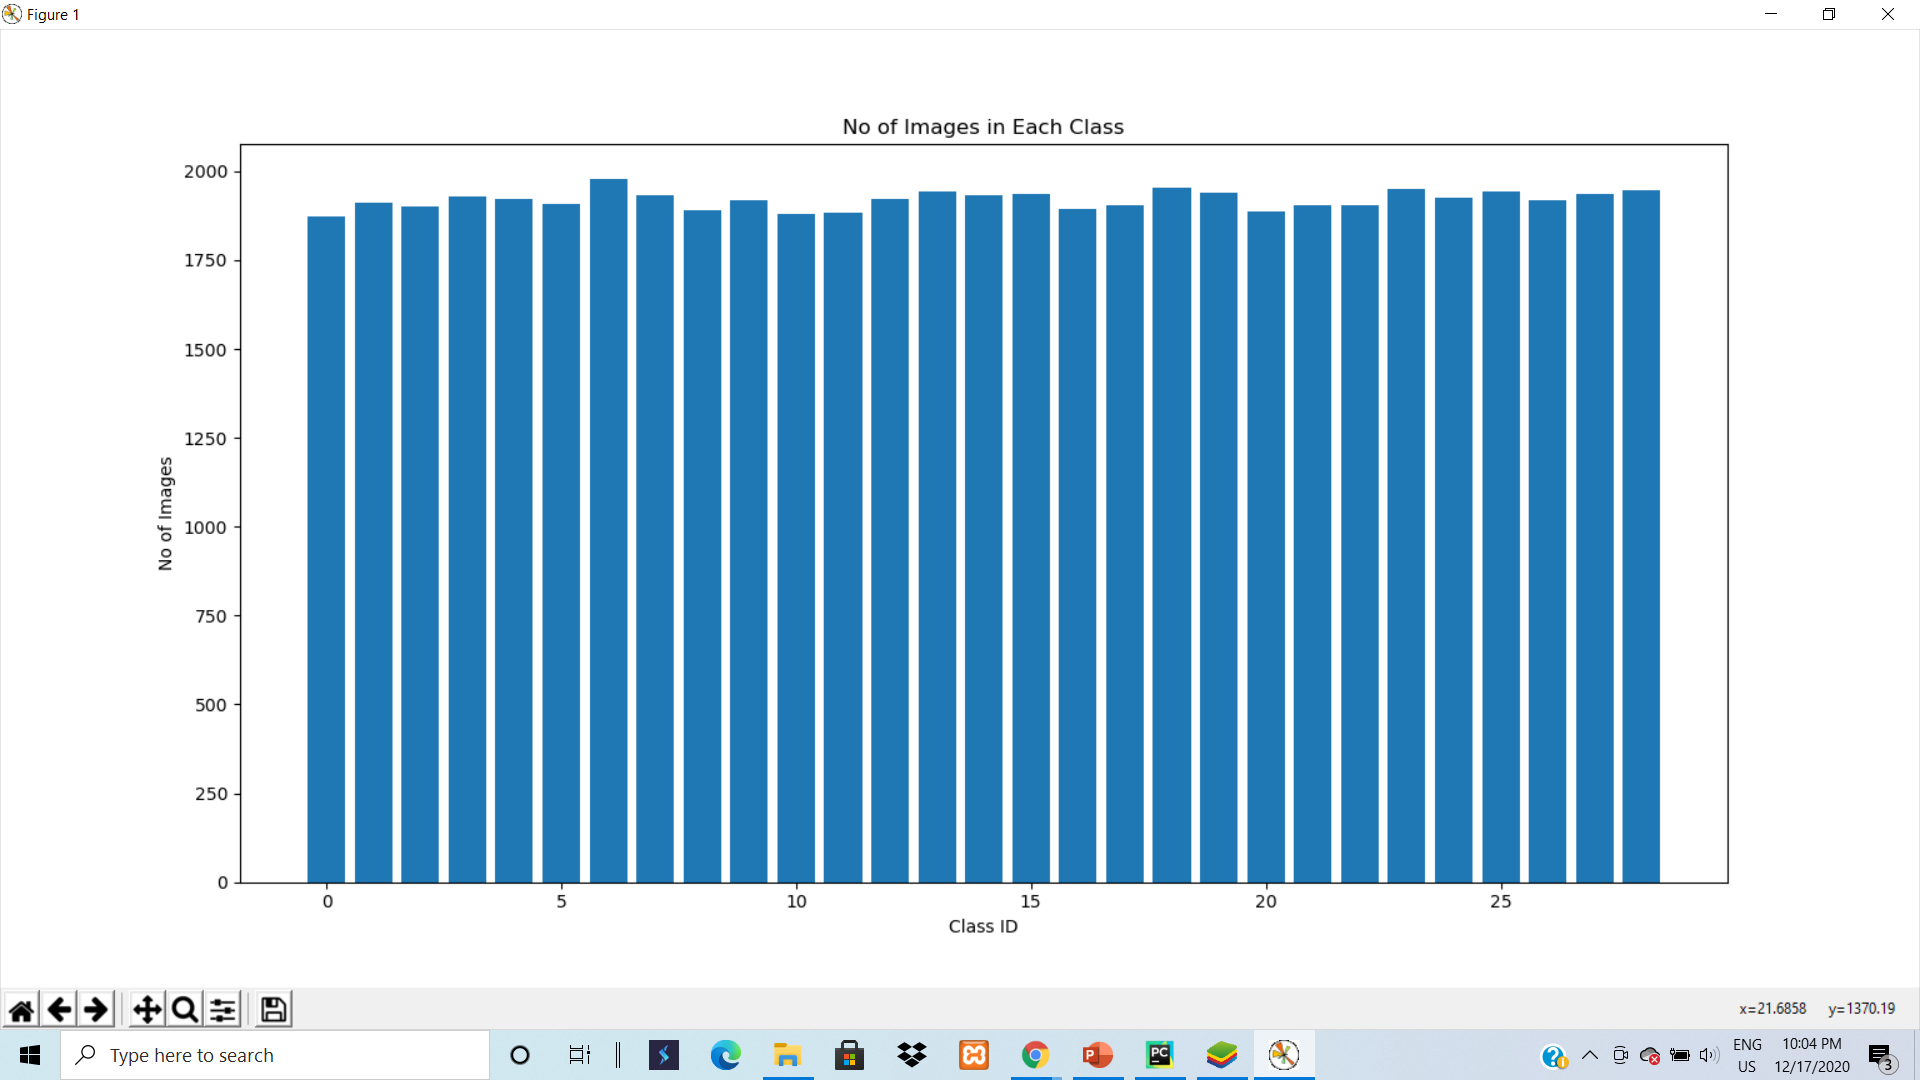 Figure 1
No of Images in Each Class
2000
1750
1500
1250
1000
750
500
250
0
No of Images
0 5 10 15 20 25
Class ID
x=21.6858 y=1370.19
Type here to search
P
PC
ENG
US
10:04 PM
12/17/2020
3